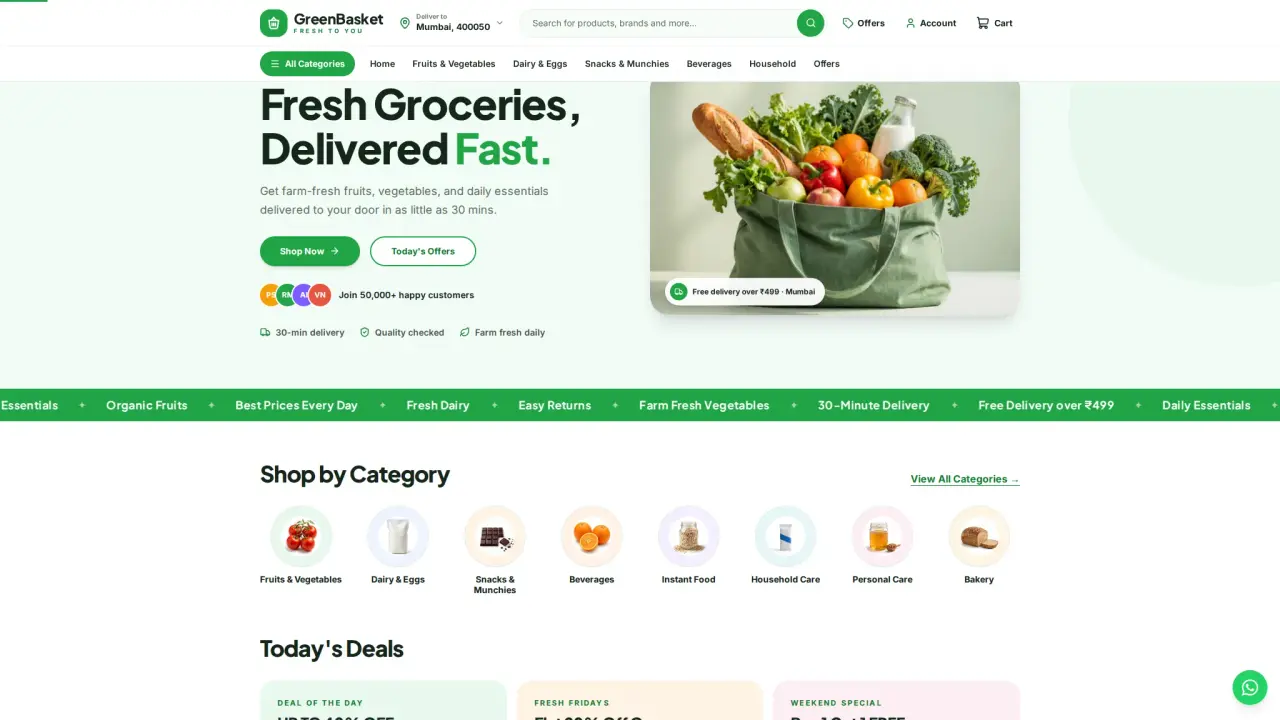 GreenBasket
FRESH TO YOU
Deliver to
Mumbai, 400050
Search for products, brands and more...
Offers
Account
Cart
All Categories
Home
Fruits & Vegetables
Dairy & Eggs
Snacks & Munchies
Beverages
Household
Offers
Fresh Groceries,
Delivered Fast.
Get farm-fresh fruits, vegetables, and daily essentials
delivered to your door in as little as 30 mins.
Shop Now →
Today's Offers
PS RM VN
Join 50,000+ happy customers
30-min delivery
Quality checked
Farm fresh daily
Free delivery over ₹499 · Mumbai
Essentials + Organic Fruits + Best Prices Every Day + Fresh Dairy + Easy Returns + Farm Fresh Vegetables + 30-Minute Delivery + Free Delivery over ₹499 + Daily Essentials +
Shop by Category
View All Categories →
Fruits & Vegetables
Dairy & Eggs
Snacks &
Munchies
Beverages
Instant Food
Household Care
Personal Care
Bakery
Today's Deals
DEAL OF THE DAY
FRESH FRIDAYS
WEEKEND SPECIAL